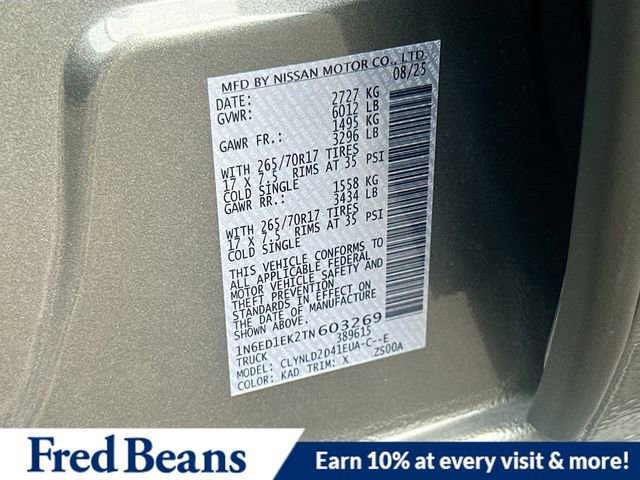 MFD BY NISSAN MOTOR CO., LTD.
DATE: 08/25
GVWR: 2727 KG
6012 LB
GAWR FR.: 1495 KG
3296 LB
WITH 265/70R17 TIRES
17 X 7.5 RIMS AT 35 PSI
COLD SINGLE
GAWR RR.: 1558 KG
3434 LB
WITH 265/70R17 TIRES
17 X 7.5 RIMS AT 35 PSI
COLD SINGLE
THIS VEHICLE CONFORMS TO
ALL APPLICABLE FEDERAL
MOTOR VEHICLE SAFETY AND
THEFT PREVENTION
STANDARDS IN EFFECT ON
THE DATE OF MANUFACTURE
SHOWN ABOVE.
1N6ED1EK2TN603269
TRUCK 389615
MODEL: CLYNLD2D41EUA-C--E
COLOR: KAD TRIM: X ZS00A
Fred Beans
Earn 10% at every visit & more!